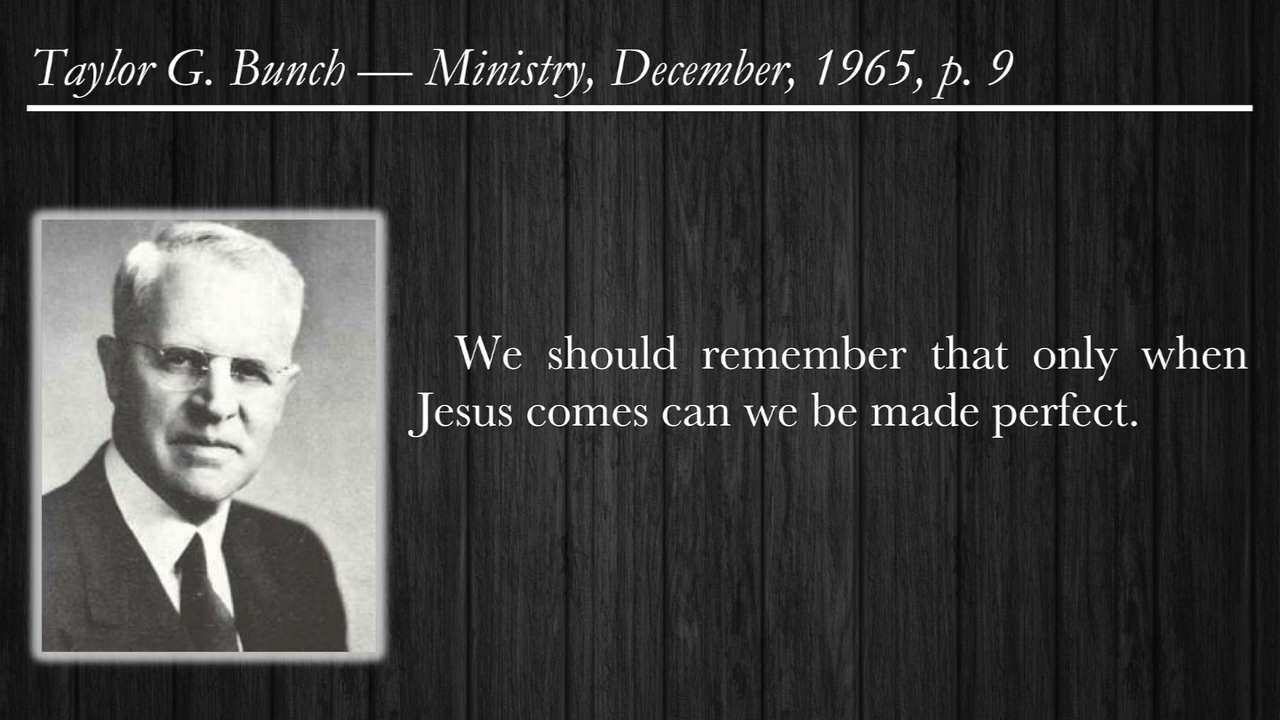 Taylor G. Bunch — Ministry, December, 1965, p. 9
We should remember that only when
Jesus comes can we be made perfect.